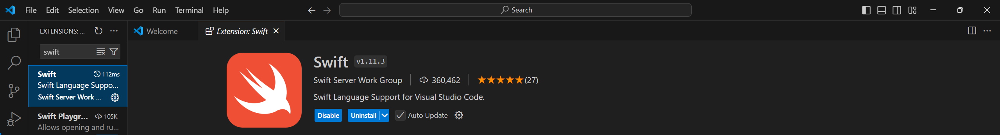 File Edit Selection View Go Run Terminal Help
Search
EXTENSIONS: ...
swift
Swift 112ms
Swift Language Suppo...
Swift Server Work ...
Swift Playgr... 105K
Allows opening and ru...
Welcome
Extension: Swift
Swift v1.11.3
Swift Server Work Group 360,462 (27)
Swift Language Support for Visual Studio Code.
Disable Uninstall Auto Update